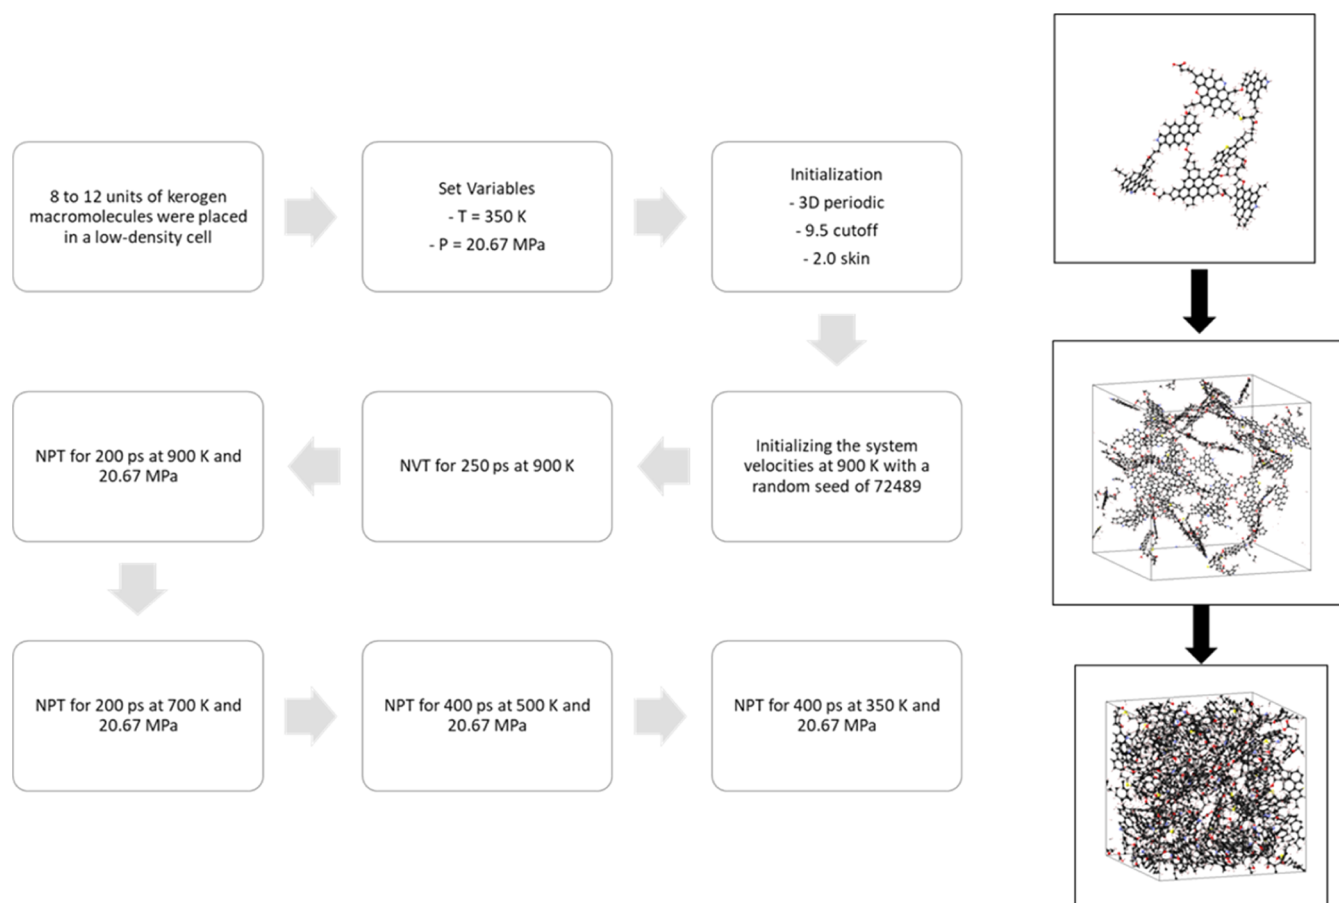 8 to 12 units of kerogen
macromolecules were placed
in a low-density cell
Set Variables
- T = 350 K
- P = 20.67 MPa
Initialization
- 3D periodic
- 9.5 cutoff
- 2.0 skin
Initializing the system
velocities at 900 K with a
random seed of 72489
NVT for 250 ps at 900 K
NPT for 200 ps at 900 K and
20.67 MPa
NPT for 200 ps at 700 K and
20.67 MPa
NPT for 400 ps at 500 K and
20.67 MPa
NPT for 400 ps at 350 K and
20.67 MPa